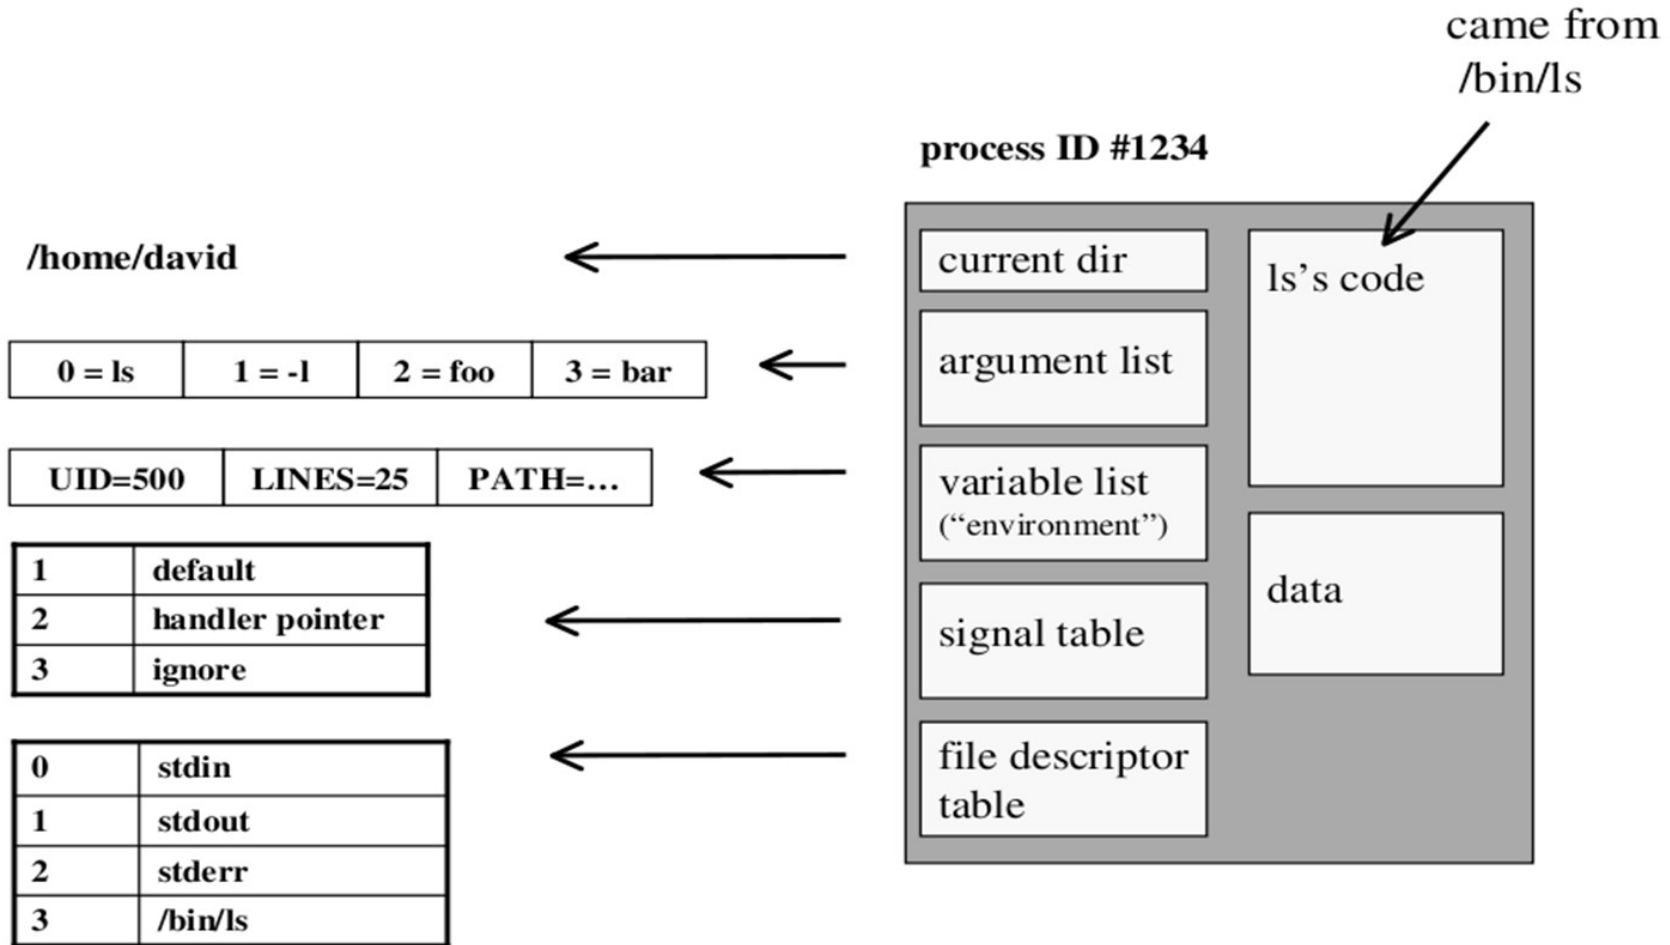 came from
/bin/ls
process ID #1234
/home/david
current dir
ls’s code
0 = ls 1 = -l 2 = foo 3 = bar
argument list
UID=500 LINES=25 PATH=...
variable list
(“environment”)
1 default
2 handler pointer
3 ignore
signal table
data
0 stdin
1 stdout
2 stderr
3 /bin/ls
file descriptor
table